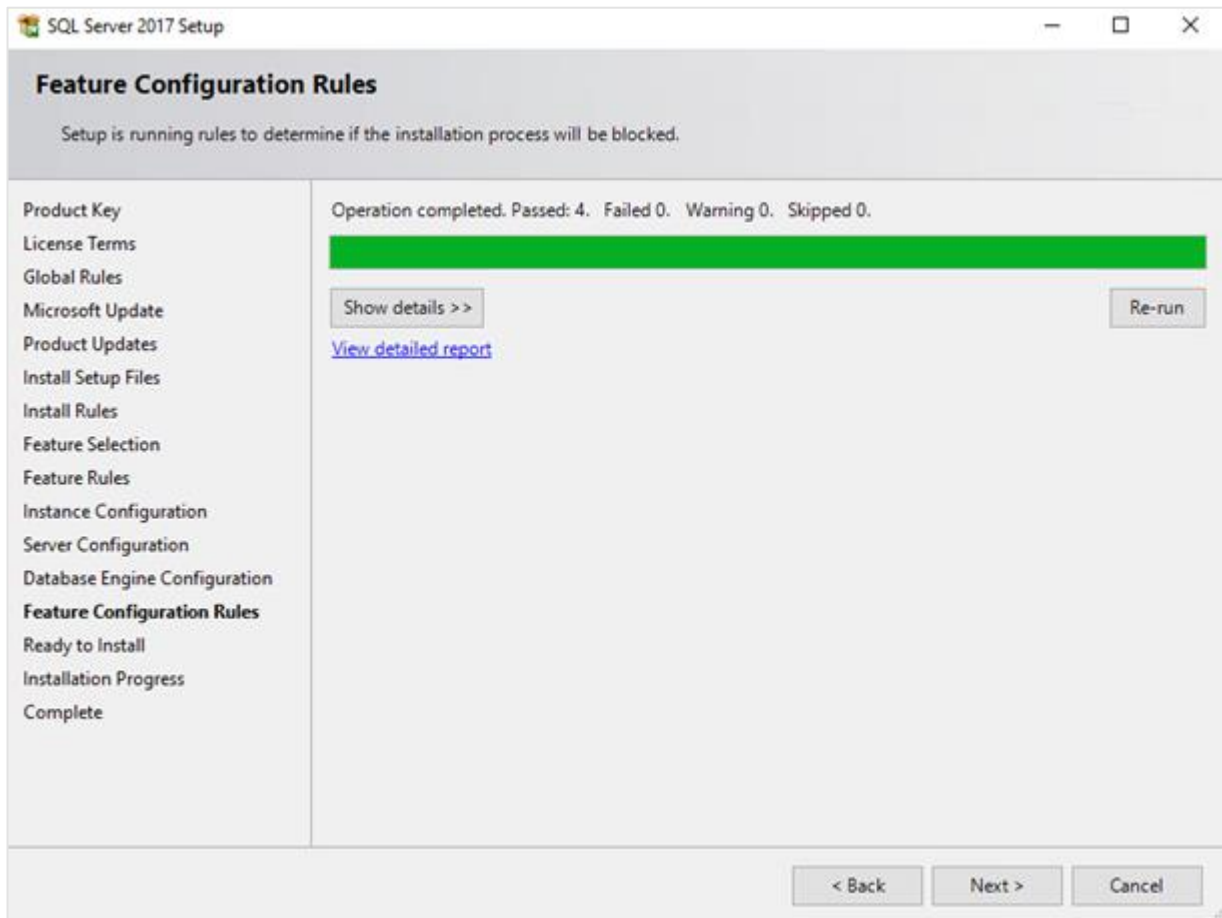 SQL Server 2017 Setup
Feature Configuration Rules
Setup is running rules to determine if the installation process will be blocked.
Product Key
License Terms
Global Rules
Microsoft Update
Product Updates
Install Setup Files
Install Rules
Feature Selection
Feature Rules
Instance Configuration
Server Configuration
Database Engine Configuration
Feature Configuration Rules
Ready to Install
Installation Progress
Complete
Operation completed. Passed: 4. Failed 0. Warning 0. Skipped 0.
Show details >>
Re-run
View detailed report
< Back
Next >
Cancel